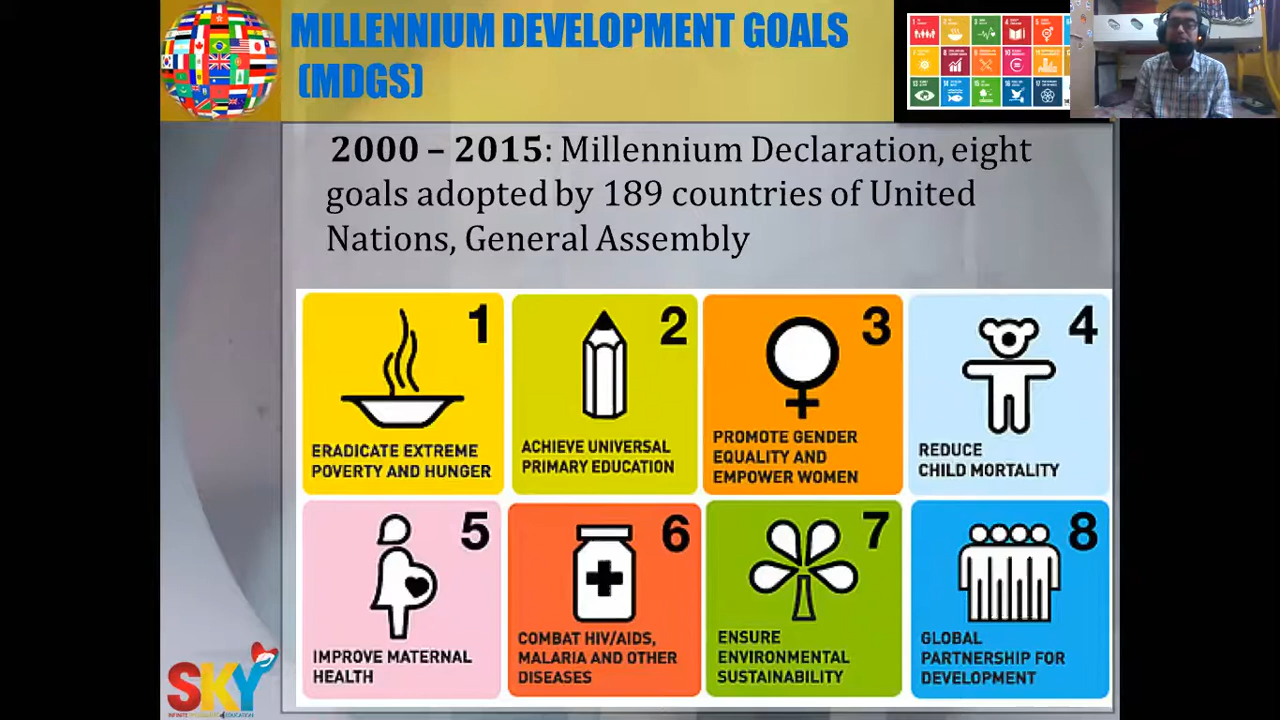 MILLENNIUM DEVELOPMENT GOALS
(MDGS)
2000 – 2015: Millennium Declaration, eight
goals adopted by 189 countries of United
Nations, General Assembly
1
ERADICATE EXTREME
POVERTY AND HUNGER
2
ACHIEVE UNIVERSAL
PRIMARY EDUCATION
3
PROMOTE GENDER
EQUALITY AND
EMPOWER WOMEN
4
REDUCE
CHILD MORTALITY
5
IMPROVE MATERNAL
HEALTH
6
COMBAT HIV/AIDS,
MALARIA AND OTHER
DISEASES
7
ENSURE
ENVIRONMENTAL
SUSTAINABILITY
8
GLOBAL
PARTNERSHIP FOR
DEVELOPMENT
SKY